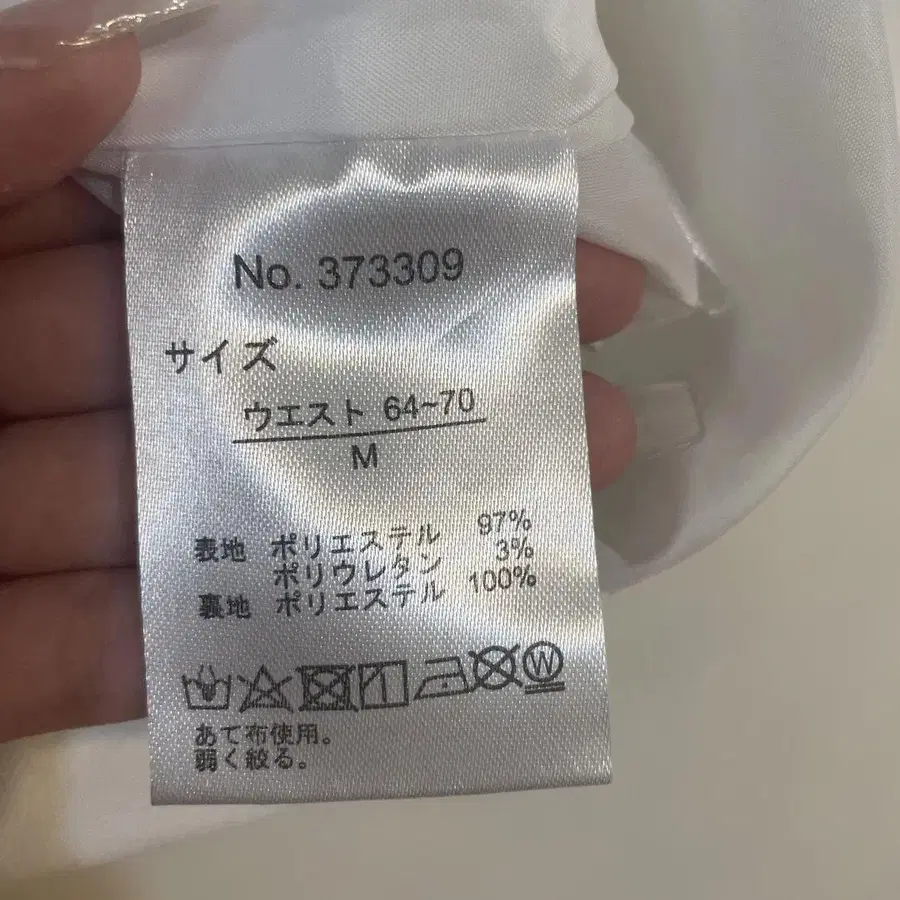 No. 373309
サイズ
ウエスト 64~70
M
表地 ポリエステル 97%
ポリウレタン 3%
裏地 ポリエステル 100%
W
あて布使用。
弱く絞る。